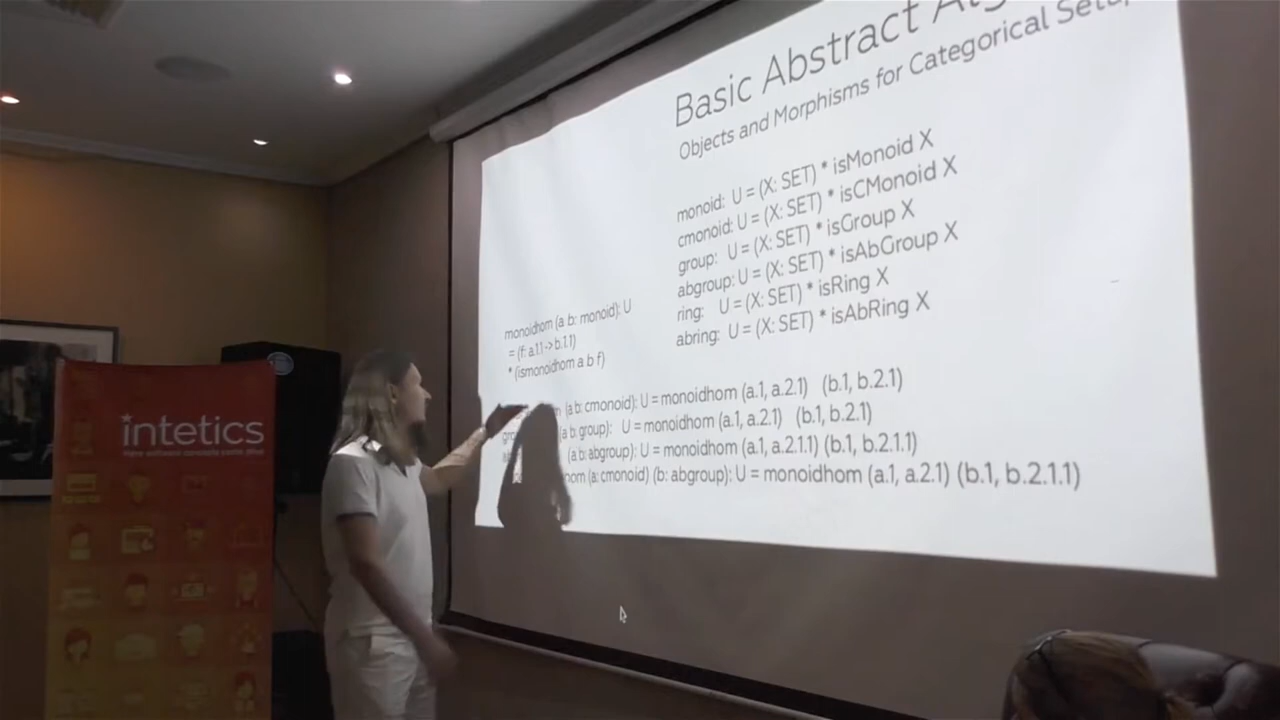 Basic Abstract
Objects and Morphisms for Categorical
monoid: U = (X: SET) * isMonoid X
cmonoid: U = (X: SET) * isCMonoid X
group: U = (X: SET) * isGroup X
abgroup: U = (X: SET) * isAbGroup X
ring: U = (X: SET) * isRing X
abring: U = (X: SET) * isAbRing X
monoidhom (a b: monoid): U
= (f: a.1.1 -> b.1.1)
* (ismonoidhom a b f)
(a b: cmonoid): U = monoidhom (a.1, a.2.1) (b.1, b.2.1)
(a b: group): U = monoidhom (a.1, a.2.1) (b.1, b.2.1)
(a b: abgroup): U = monoidhom (a.1, a.2.1.1) (b.1, b.2.1.1)
(a: cmonoid) (b: abgroup): U = monoidhom (a.1, a.2.1) (b.1, b.2.1.1)
intetics